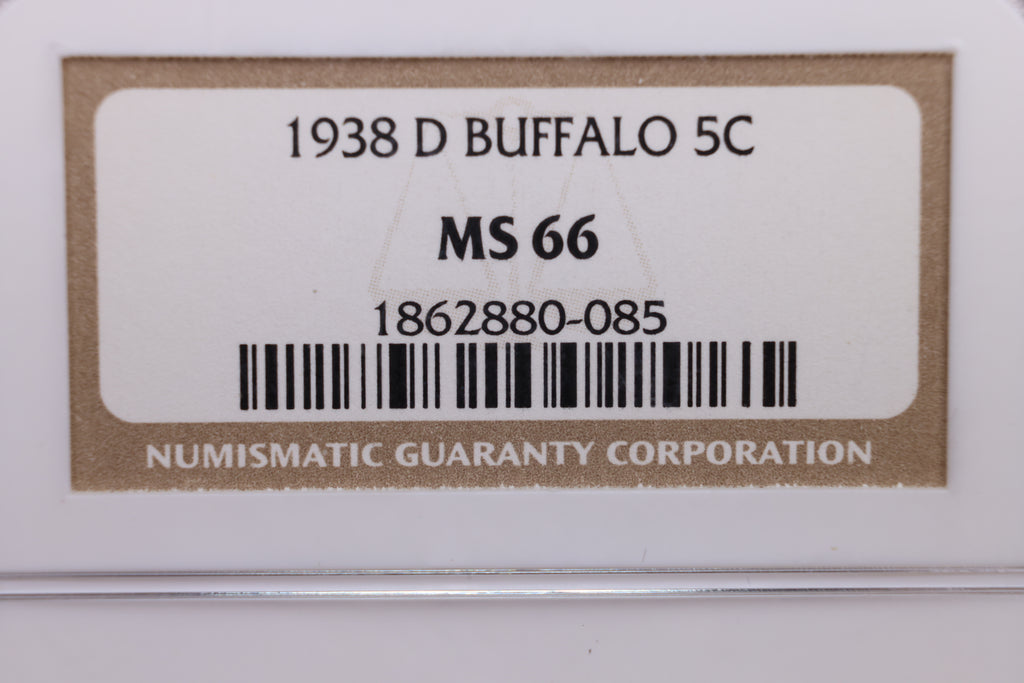 1938 D BUFFALO 5C
MS 66
1862880-085
NUMISMATIC GUARANTY CORPORATION